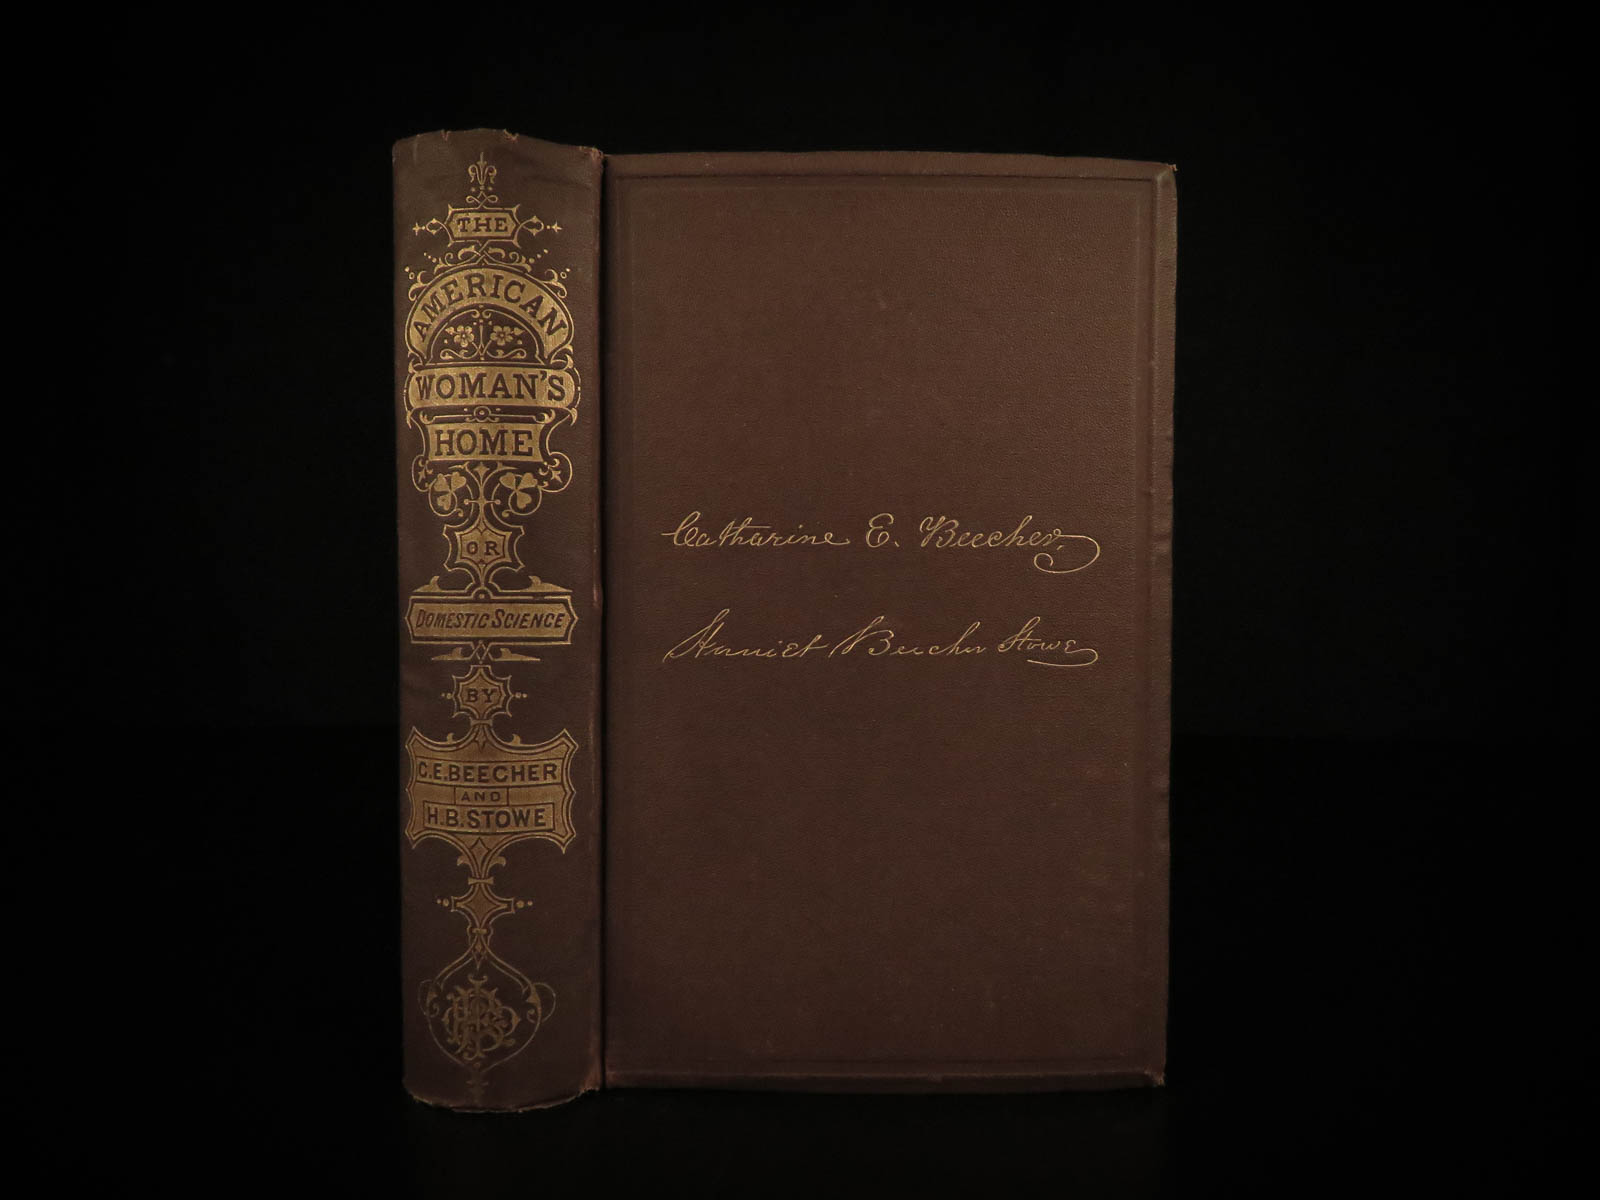 THE
AMERICAN
WOMAN'S
HOME
OR
DOMESTIC SCIENCE
BY
C.E. BEECHER
AND
H.B. STOWE
Catharine E. Beecher.
Harriet Beecher Stowe